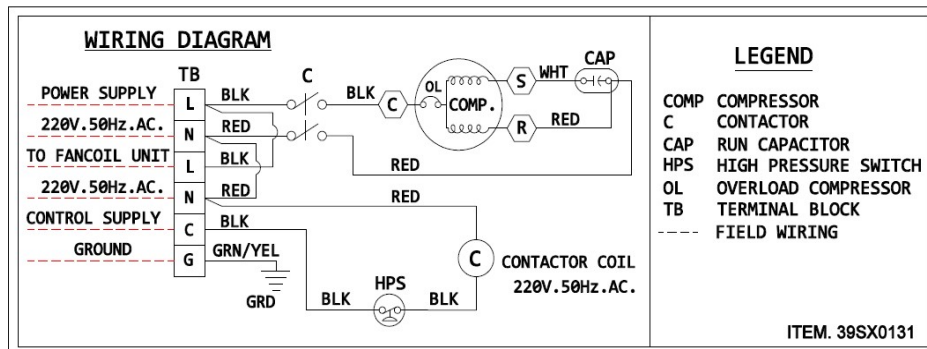 WIRING DIAGRAM
TB
C
CAP
POWER SUPPLY
L
BLK
BLK
C
OL
COMP.
S
WHT
220V.50Hz.AC.
N
RED
R
RED
TO FANCOIL UNIT
L
BLK
RED
220V.50Hz.AC.
N
RED
RED
CONTROL SUPPLY
C
BLK
GROUND
G
GRN/YEL
GRD
BLK
HPS
BLK
C
CONTACTOR COIL
220V.50Hz.AC.
LEGEND
COMP COMPRESSOR
C CONTACTOR
CAP RUN CAPACITOR
HPS HIGH PRESSURE SWITCH
OL OVERLOAD COMPRESSOR
TB TERMINAL BLOCK
---- FIELD WIRING
ITEM. 39SX0131